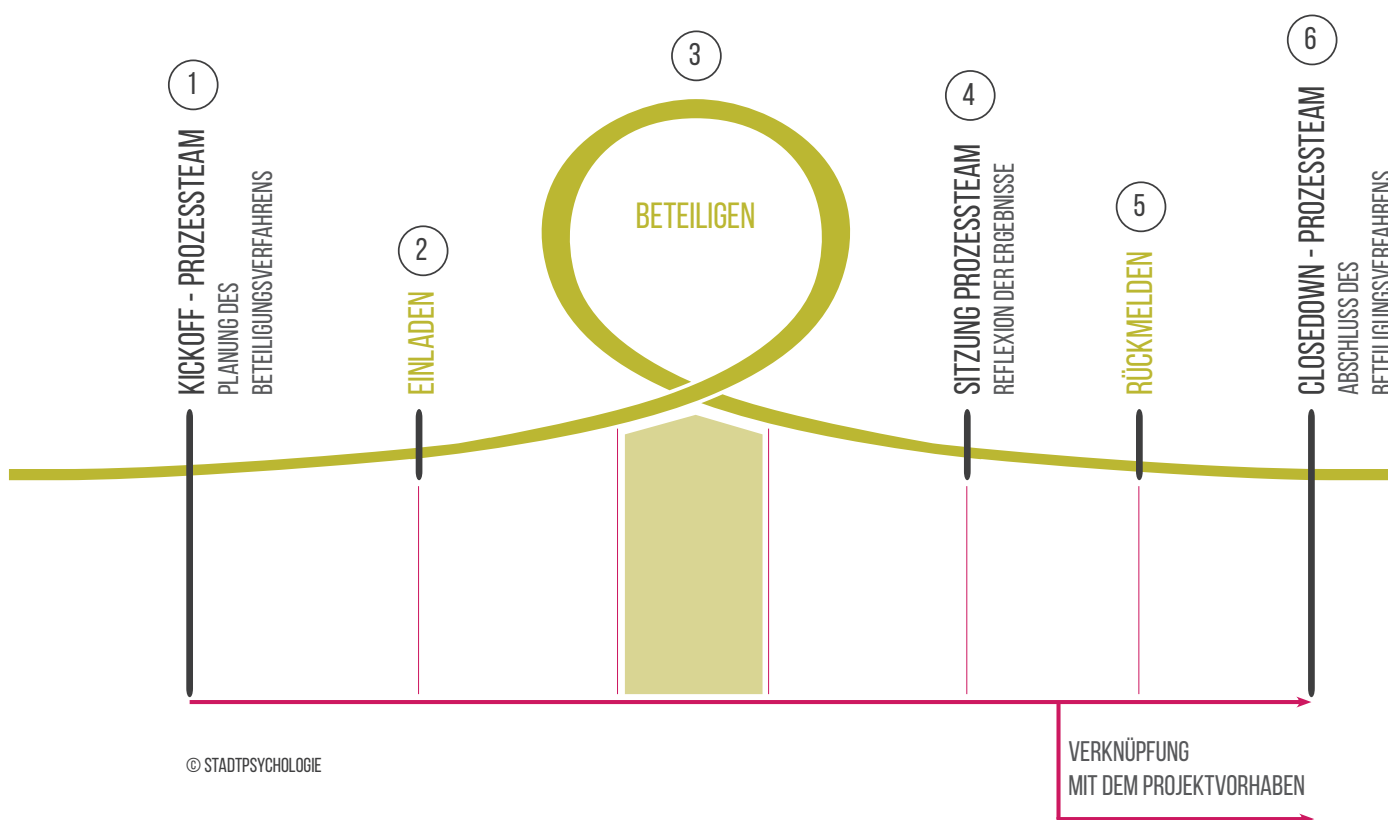 1
KICKOFF - PROZESSTEAM
PLANUNG DES
BETEILIGUNGSVERFAHRENS
2
EINLADEN
3
BETEILIGEN
4
SITZUNG PROZESSTEAM
REFLEXION DER ERGEBNISSE
5
RÜCKMELDEN
6
CLOSEDOWN - PROZESSTEAM
ABSCHLUSS DES
BETEILIGUNGSVERFAHRENS
VERKNÜPFUNG
MIT DEM PROJEKTVORHABEN
© STADTPSYCHOLOGIE